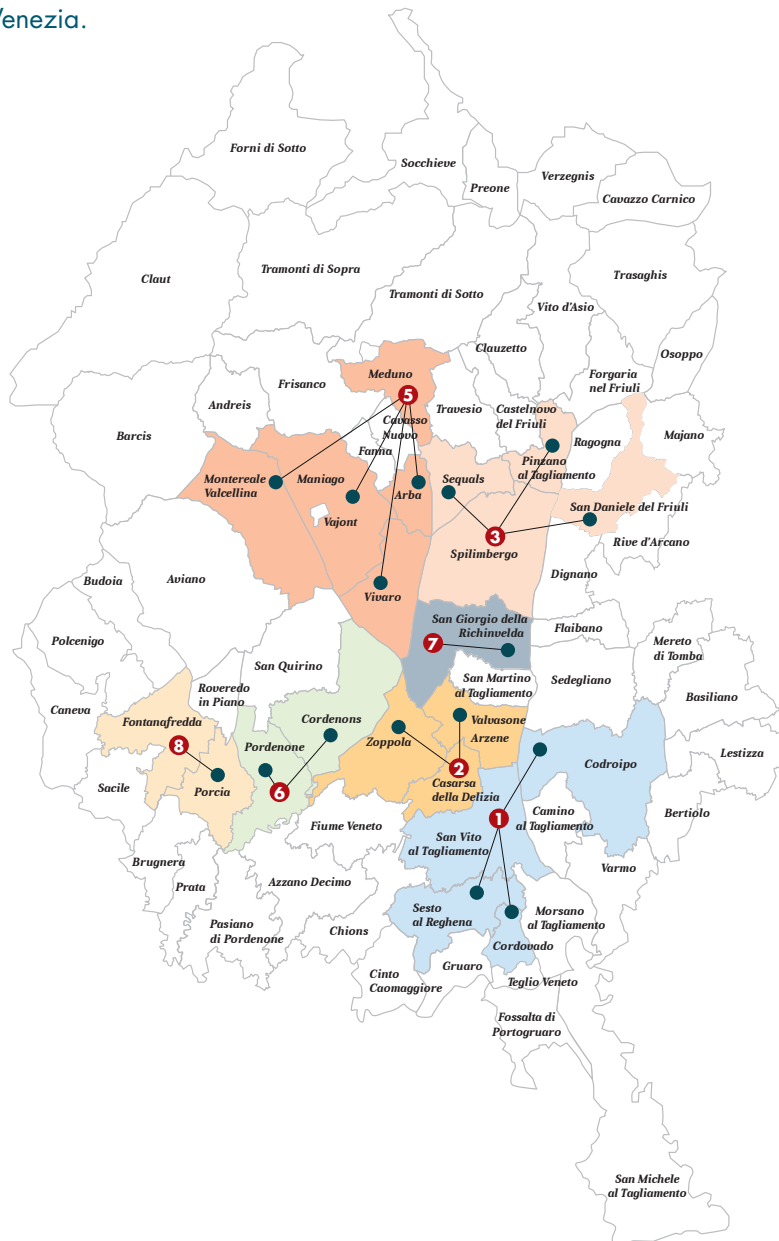 Venezia.
Forni di Sotto
Socchieve
Preone
Verzegnis
Cavazzo Carnico
Claut
Tramonti di Sopra
Tramonti di Sotto
Trasaghis
Vito d'Asio
Clauzetto
Osoppo
Forgaria
nel Friuli
Meduno
Frisanco
Andreis
5
Barcis
Cavasso
Nuovo
Travesio
Castelnovo
del Friuli
Ragogna
Majano
Fanna
Montereale
Valcellina
Maniago
Vajont
Arba
Sequals
Pinzano
al Tagliamento
San Daniele del Friuli
3
Spilimbergo
Rive d'Arcano
Budoia
Aviano
Vivaro
Dignano
Polcenigo
San Quirino
San Giorgio della
Richinvelda
7
Flaibano
Mereto
di Tomba
Roveredo
in Piano
San Martino
al Tagliamento
Sedegliano
Basiliano
Caneva
Fontanafredda
8
Cordenons
Pordenone
Zoppola
Valvasone
Arzene
Lestizza
Codroipo
2
Sacile
Porcia
6
Casarsa
della Delizia
Bertiolo
1
Fiume Veneto
San Vito
al Tagliamento
Camino
al Tagliamento
Varmo
Brugnera
Prata
Azzano Decimo
Pasiano
di Pordenone
Chions
Sesto
al Reghena
Morsano
al Tagliamento
Cordovado
Cinto
Caomaggiore
Gruaro
Teglio Veneto
Fossalta di
Portogruaro
San Michele
al Tagliamento